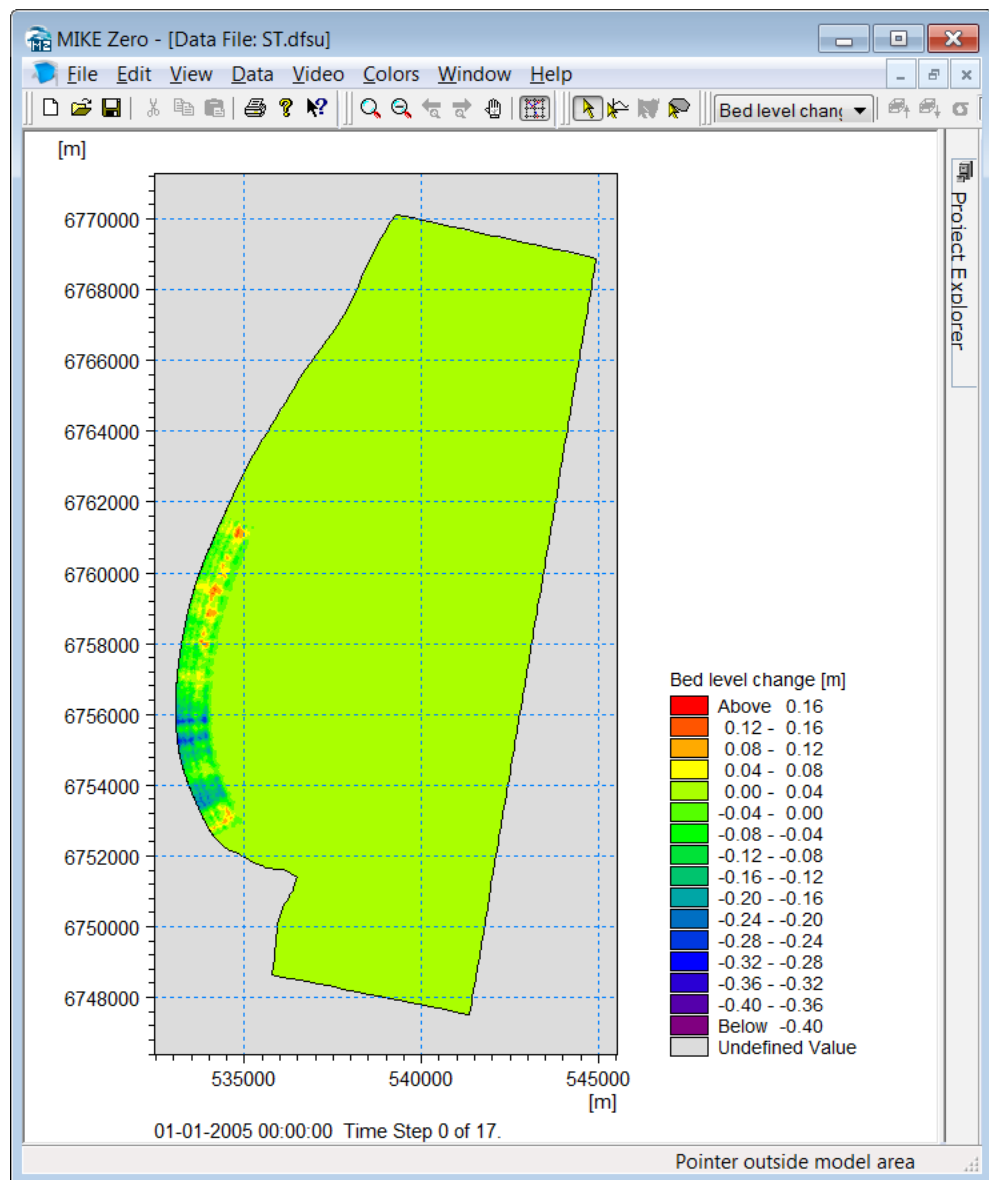 MIKE Zero - [Data File: ST.dfsu]
File Edit View Data Video Colors Window Help
Bed level chang
[m]
Project Explorer
6770000
6768000
6766000
6764000
6762000
6760000
6758000
6756000
6754000
6752000
6750000
6748000
Bed level change [m]
Above 0.16
0.12 - 0.16
0.08 - 0.12
0.04 - 0.08
0.00 - 0.04
-0.04 - 0.00
-0.08 - -0.04
-0.12 - -0.08
-0.16 - -0.12
-0.20 - -0.16
-0.24 - -0.20
-0.28 - -0.24
-0.32 - -0.28
-0.36 - -0.32
-0.40 - -0.36
Below -0.40
Undefined Value
535000 540000 545000
[m]
01-01-2005 00:00:00 Time Step 0 of 17.
Pointer outside model area